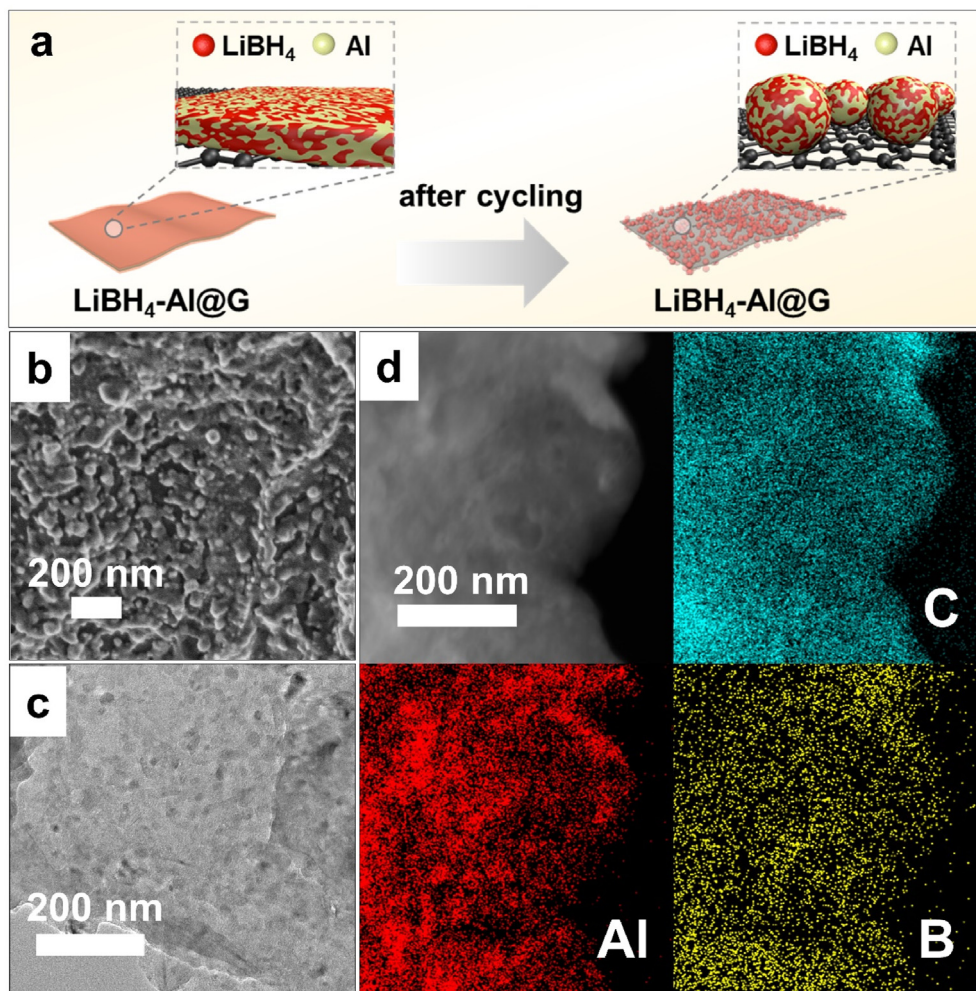 a
LiBH₄ Al
LiBH₄ Al
after cycling
LiBH₄-Al@G
LiBH₄-Al@G
b
200 nm
c
200 nm
d
200 nm
C
Al
B